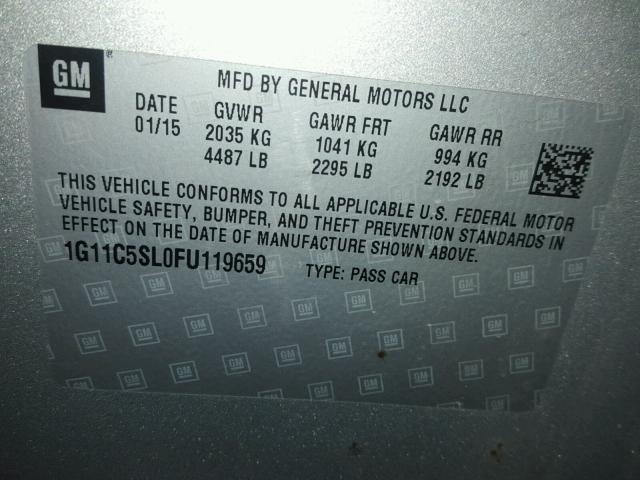 GM
MFD BY GENERAL MOTORS LLC
DATE GVWR GAWR FRT GAWR RR
01/15 2035 KG 1041 KG 994 KG
4487 LB 2295 LB 2192 LB
THIS VEHICLE CONFORMS TO ALL APPLICABLE U.S. FEDERAL MOTOR
VEHICLE SAFETY, BUMPER, AND THEFT PREVENTION STANDARDS IN
EFFECT ON THE DATE OF MANUFACTURE SHOWN ABOVE.
1G11C5SL0FU119659 TYPE: PASS CAR